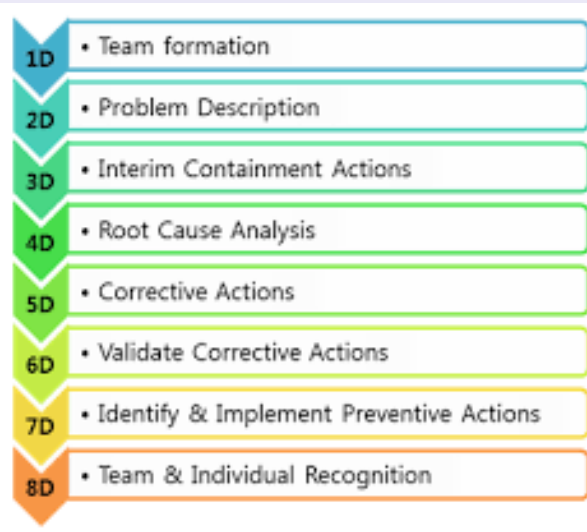 1D • Team formation
2D • Problem Description
3D • Interim Containment Actions
4D • Root Cause Analysis
5D • Corrective Actions
6D • Validate Corrective Actions
7D • Identify & Implement Preventive Actions
8D • Team & Individual Recognition